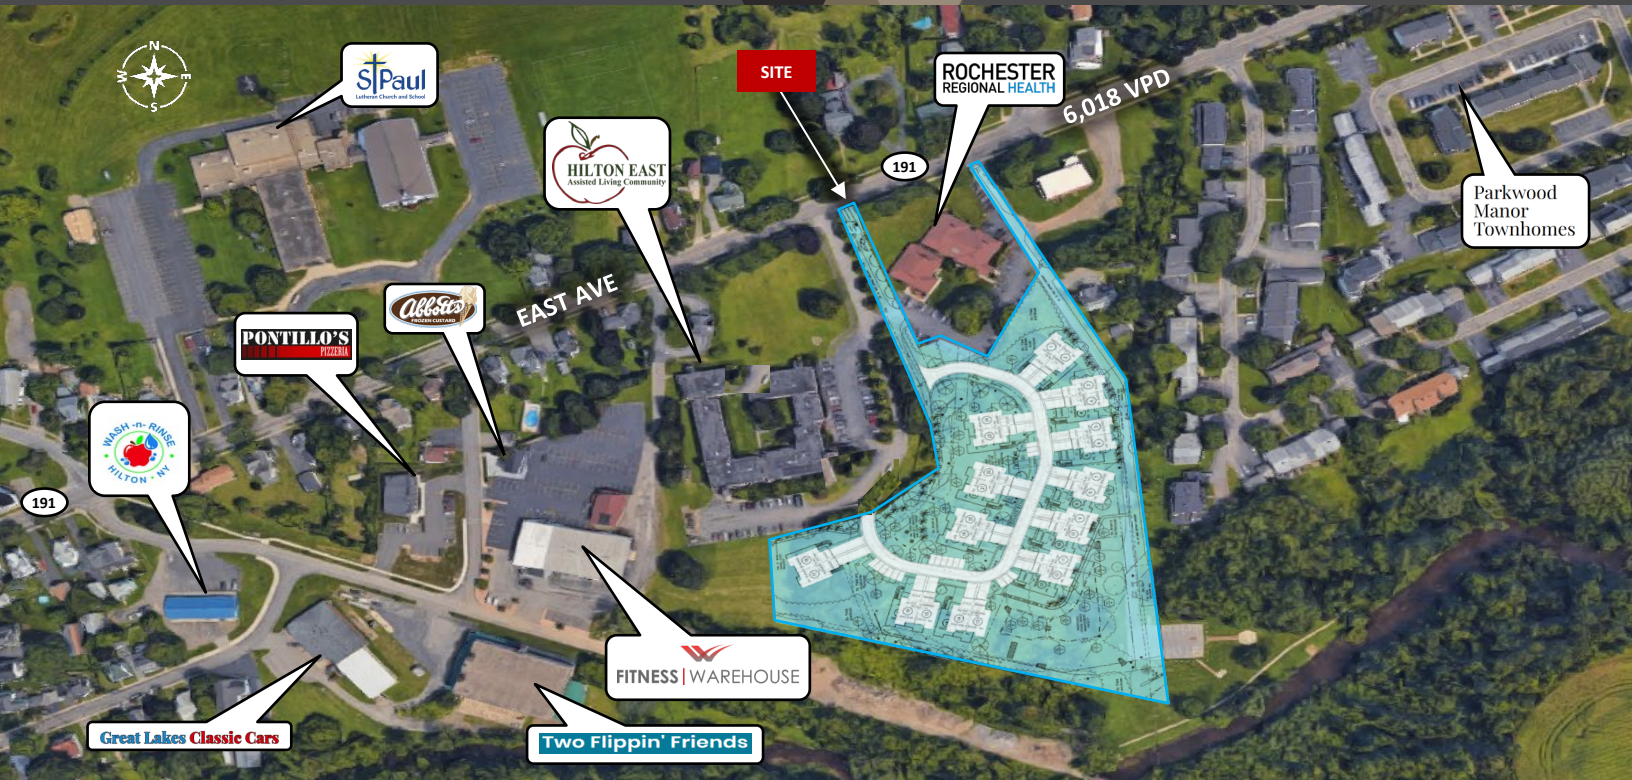 N
W
E
S
St Paul
Lutheran Church and School
SITE
ROCHESTER
REGIONAL HEALTH
6,018 VPD
191
HILTON EAST
Assisted Living Community
Parkwood
Manor
Townhomes
EAST AVE
Abbott's
FROZEN CUSTARD
PONTILLO'S
PIZZERIA
WASH -n- RINSE
HILTON · NY
191
FITNESS|WAREHOUSE
Great Lakes Classic Cars
Two Flippin' Friends